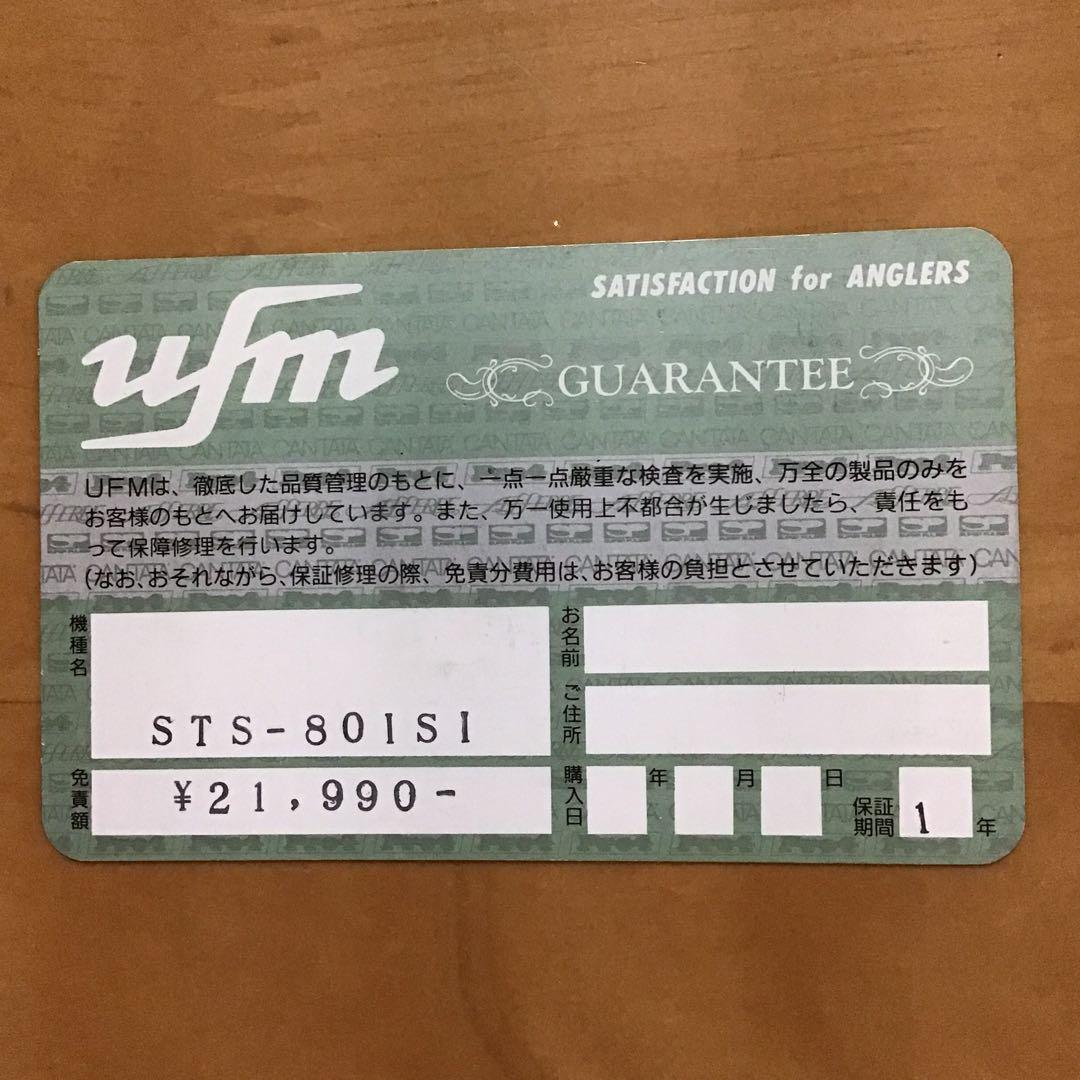 ufm
SATISFACTION for ANGLERS
GUARANTEE
UFMは、徹底した品質管理のもとに、一点一点厳重な検査を実施、万全の製品のみを
お客様のもとへお届けしています。また、万一使用上不都合が生じましたら、責任をも
って保障修理を行います。
(なお、おそれながら、保証修理の際、免責分費用は、お客様の負担とさせていただきます)
機種名
STS-801SI
免責額
¥21,990-
お名前
ご住所
購入日 年 月 日
保証期間 1 年